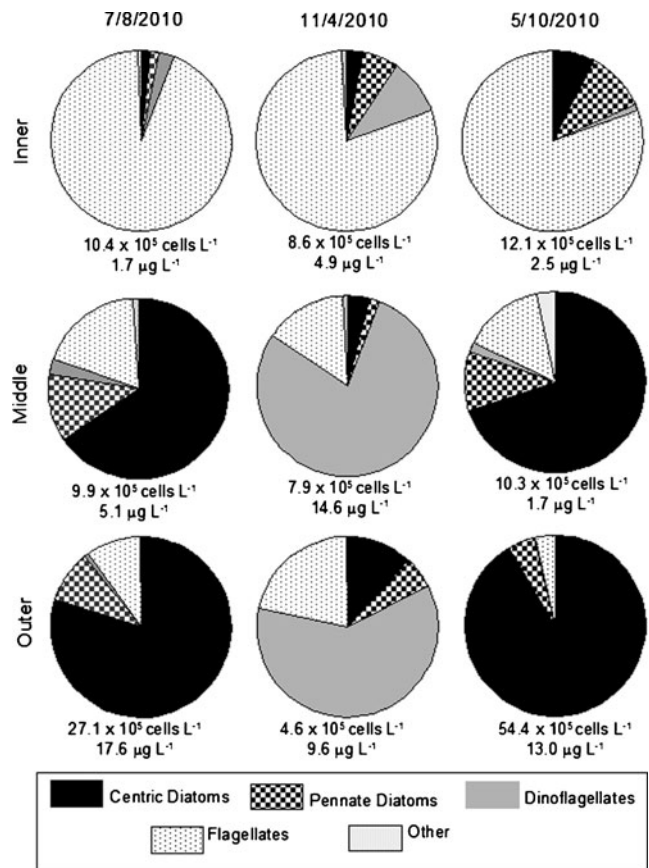 7/8/2010 11/4/2010 5/10/2010
Inner
10.4 x 10⁵ cells L⁻¹ 8.6 x 10⁵ cells L⁻¹ 12.1 x 10⁵ cells L⁻¹
1.7 µg L⁻¹ 4.9 µg L⁻¹ 2.5 µg L⁻¹
Middle
9.9 x 10⁵ cells L⁻¹ 7.9 x 10⁵ cells L⁻¹ 10.3 x 10⁵ cells L⁻¹
5.1 µg L⁻¹ 14.6 µg L⁻¹ 1.7 µg L⁻¹
Outer
27.1 x 10⁵ cells L⁻¹ 4.6 x 10⁵ cells L⁻¹ 54.4 x 10⁵ cells L⁻¹
17.6 µg L⁻¹ 9.6 µg L⁻¹ 13.0 µg L⁻¹
Centric Diatoms Pennate Diatoms Dinoflagellates
Flagellates Other